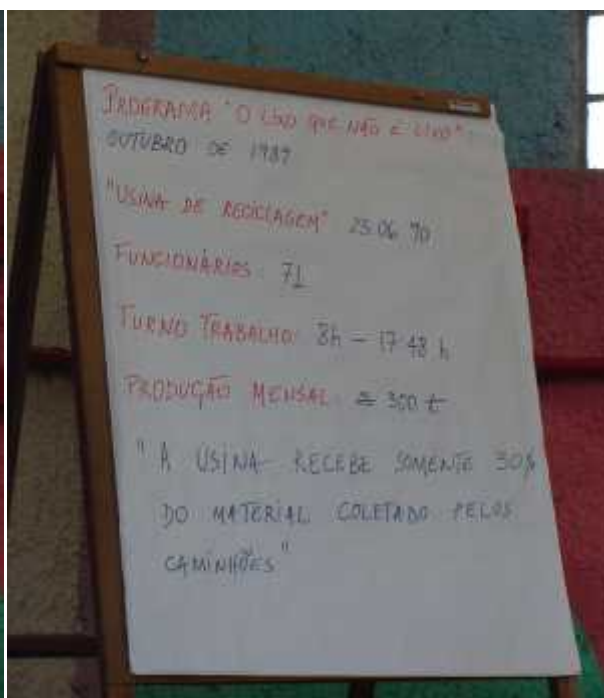 PROGRAMA "O LIXO QUE NÃO É LIXO"
OUTUBRO DE 1989
"USINA DE RECICLAGEM" 23.06.90
FUNCIONÁRIOS: 71
TURNO TRABALHO: 8h – 17:48 h
PRODUÇÃO MENSAL: ≅ 300 t
"A USINA RECEBE SOMENTE 30%
DO MATERIAL COLETADO PELOS
CAMINHÕES"